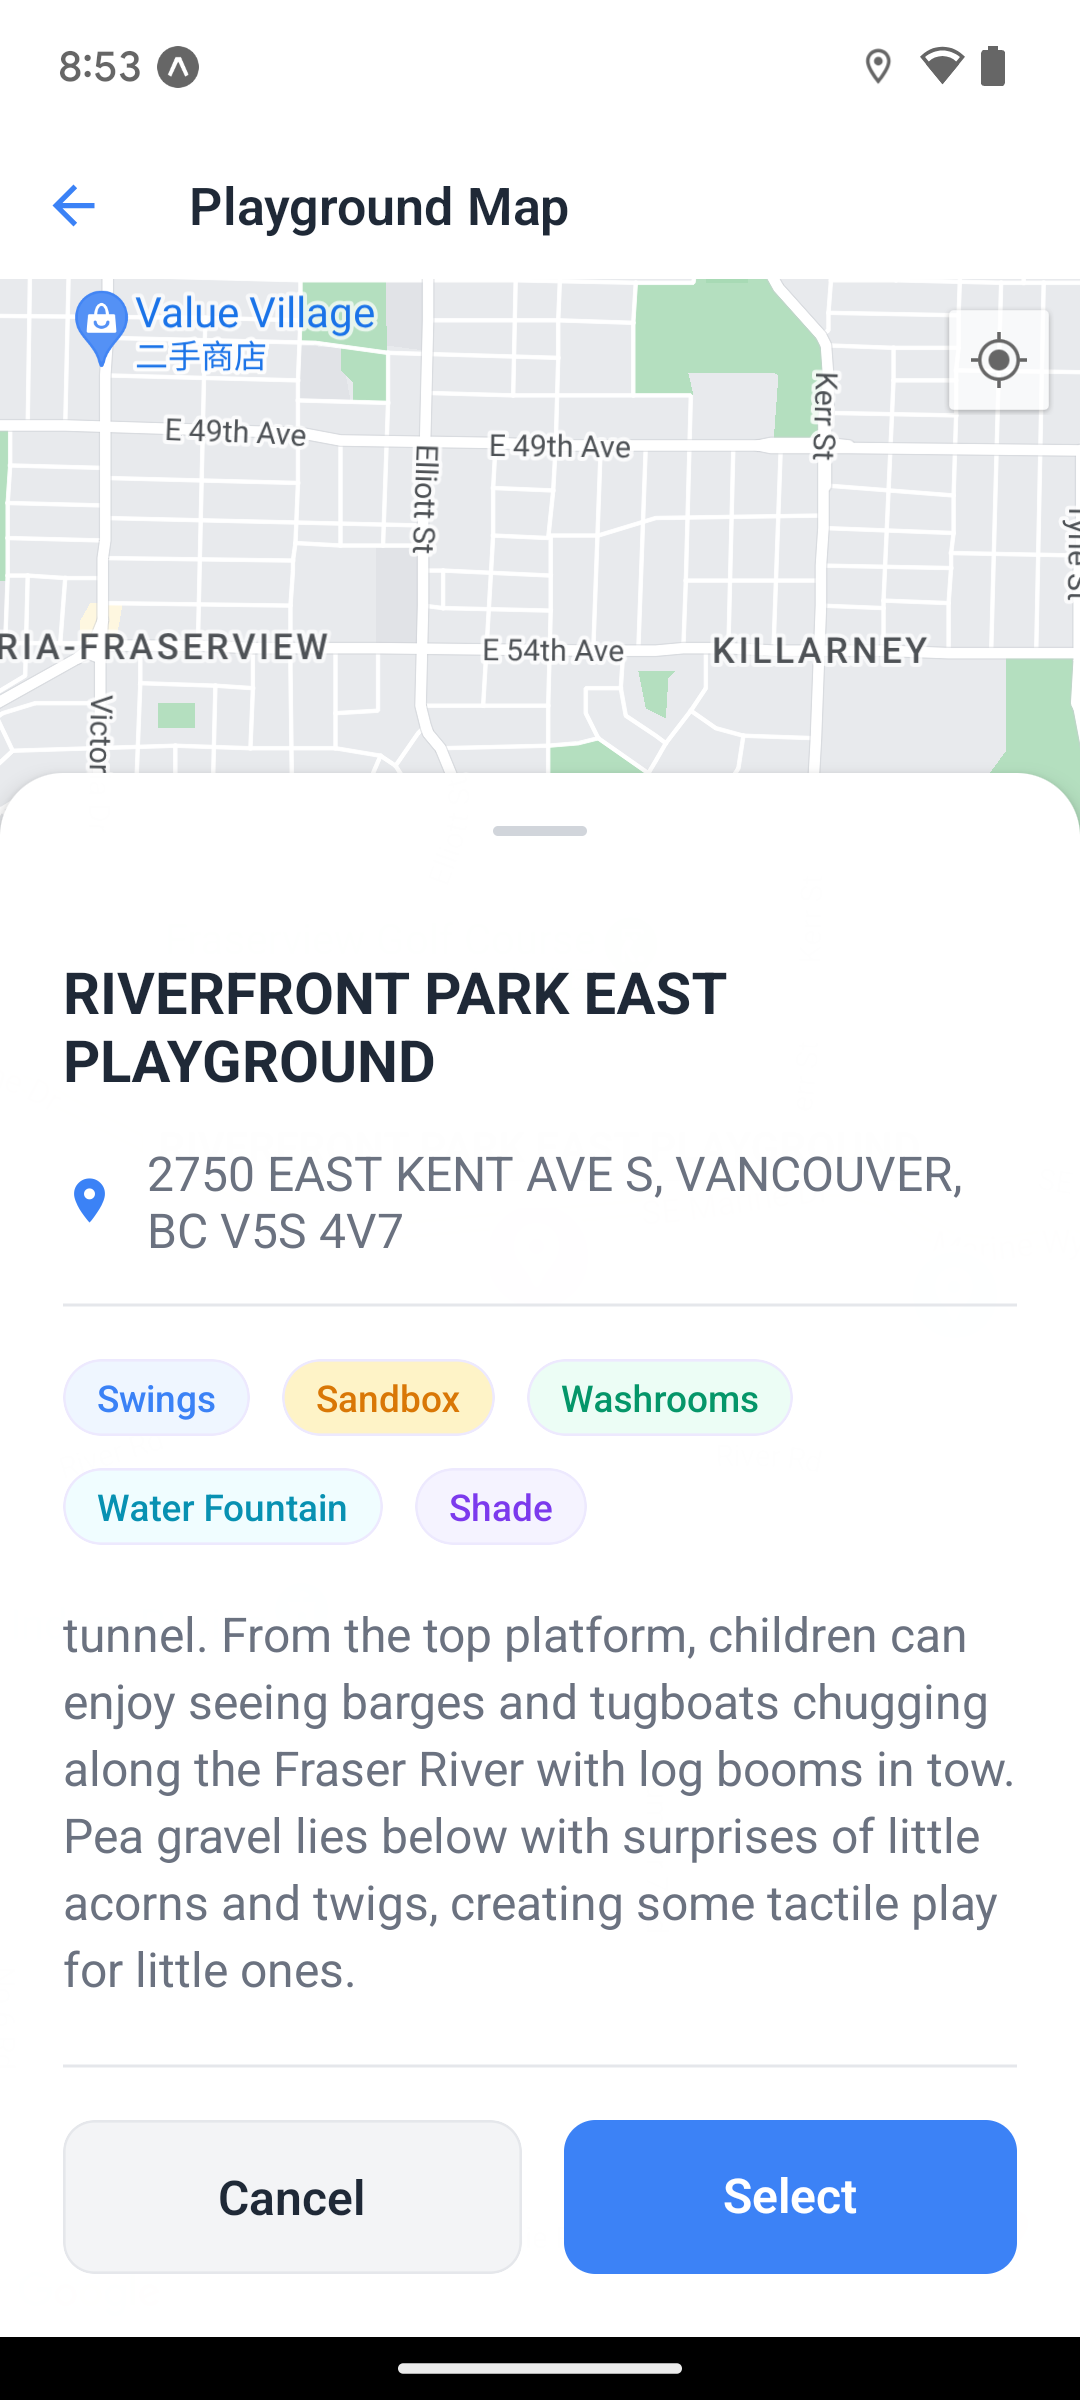 8:53
Playground Map
Value Village
二手商店
E 49th Ave
E 49th Ave
Kerr St
Elliott St
Tyne St
RIA-FRASERVIEW
E 54th Ave
KILLARNEY
Victor
RIVERFRONT PARK EAST
PLAYGROUND
2750 EAST KENT AVE S, VANCOUVER,
BC V5S 4V7
Swings
Sandbox
Washrooms
Water Fountain
Shade
tunnel. From the top platform, children can
enjoy seeing barges and tugboats chugging
along the Fraser River with log booms in tow.
Pea gravel lies below with surprises of little
acorns and twigs, creating some tactile play
for little ones.
Cancel
Select